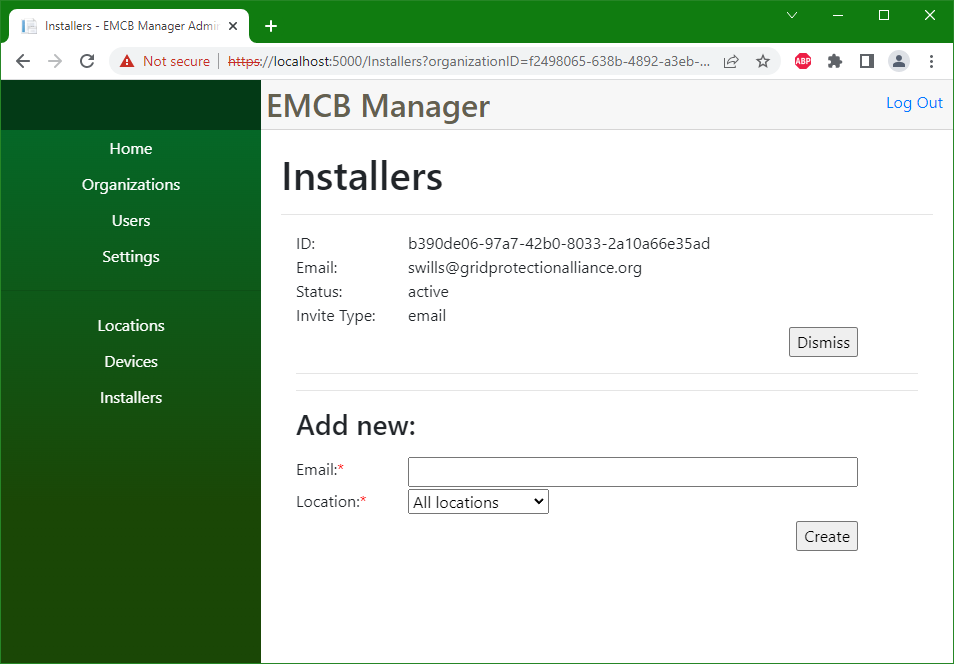 Installers - EMCB Manager Admin
Not secure
https://localhost:5000/Installers?organizationID=f2498065-638b-4892-a3eb-...
ABP
EMCB Manager
Log Out
Home
Organizations
Users
Settings
Locations
Devices
Installers
Installers
ID: b390de06-97a7-42b0-8033-2a10a66e35ad
Email: swills@gridprotectionalliance.org
Status: active
Invite Type: email
Dismiss
Add new:
Email:*
Location:* All locations
Create